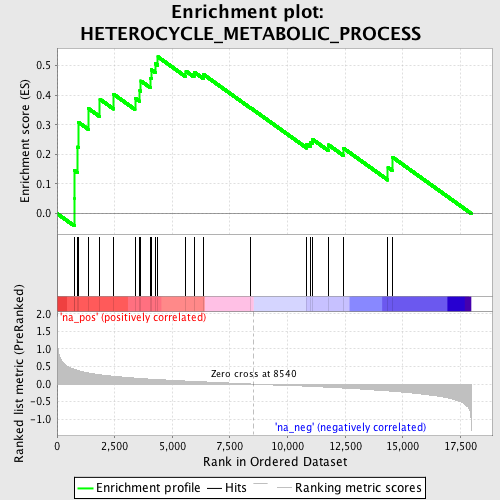 Enrichment plot:
HETEROCYCLE_METABOLIC_PROCESS
Enrichment score (ES)
0.5
0.4
0.3
0.2
0.1
0.0
'na_pos' (positively correlated)
Ranked list metric (PreRanked)
2.0
1.5
1.0
0.5
0.0
-0.5
-1.0
Zero cross at 8540
'na_neg' (negatively correlated)
0
2,500
5,000
7,500
10,000
12,500
15,000
17,500
Rank in Ordered Dataset
Enrichment profile
Hits
Ranking metric scores